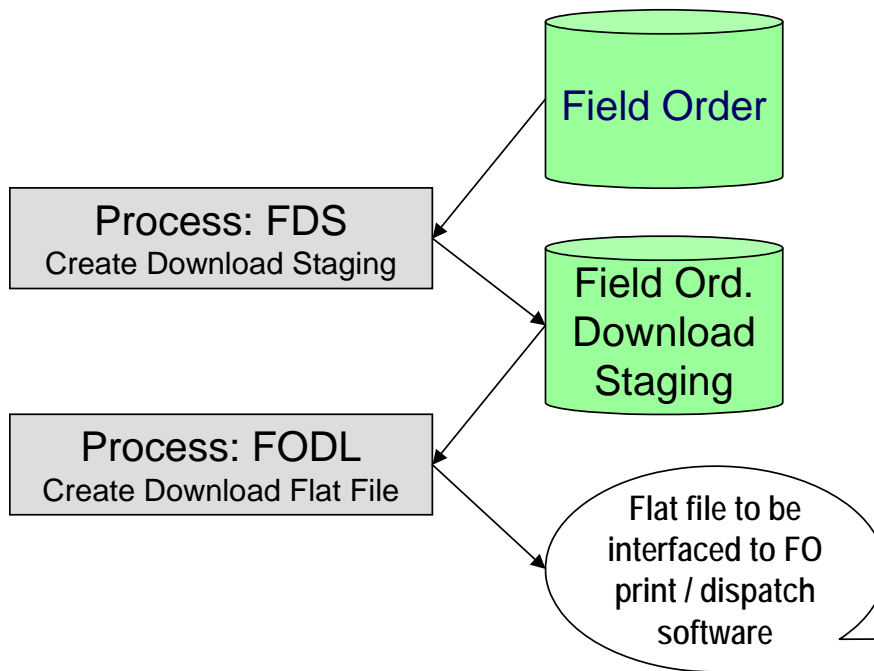 Field Order
Process: FDS
Create Download Staging
Field Ord.
Download
Staging
Process: FODL
Create Download Flat File
Flat file to be
interfaced to FO
print / dispatch
software